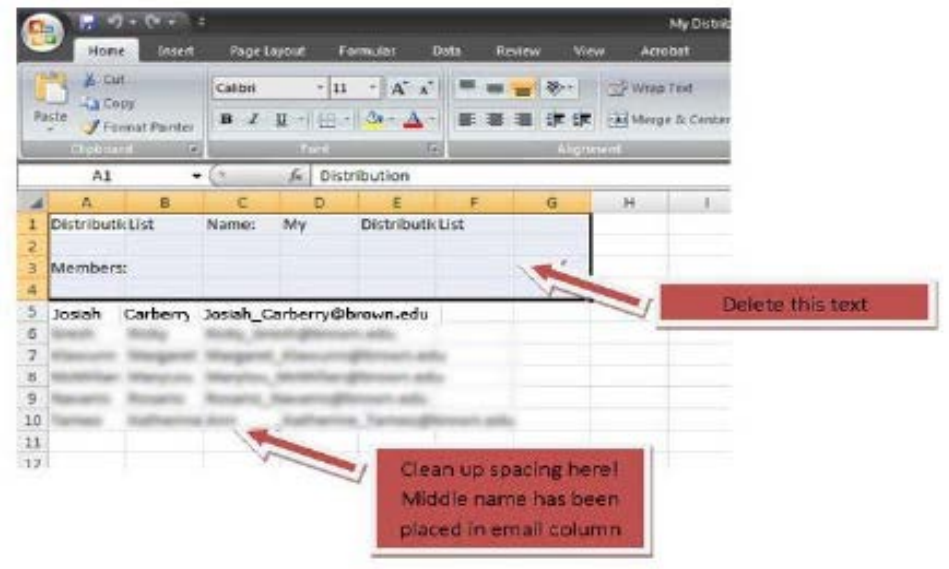 My Distrib
Home Insert Page Layout Formulas Data Review View Acrobat
Cut
Copy
Paste
Format Painter
Calibri 11 A A
B I U A
Wrap Text
Merge & Center
Clipboard Font Alignment
A1 fx Distribution
A B C D E F G H I
1 Distributic List Name: My Distributic List
2
3 Members:
4
5 Josiah Carberry Josiah_Carberry@brown.edu
6
7
8
9
10
11
12
Delete this text
Clean up spacing here!
Middle name has been
placed in email column